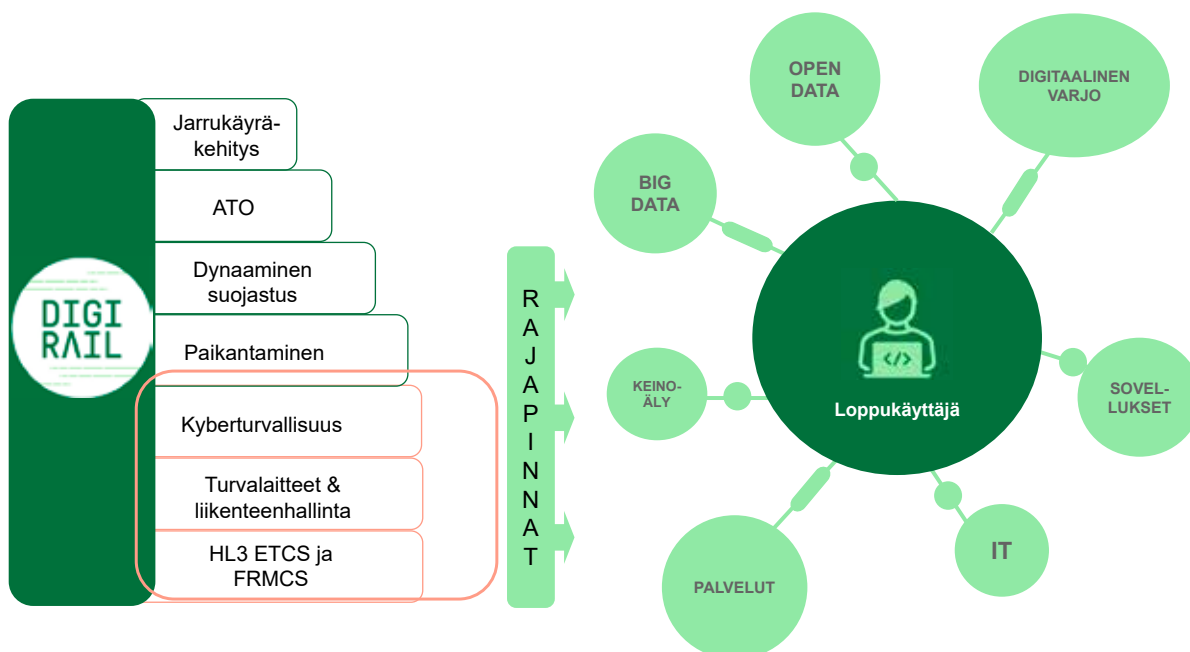 DIGI
RAIL
Jarrukäyrä-
kehitys
ATO
Dynaaminen
suojastus
Paikantaminen
Kyberturvallisuus
Turvalaitteet &
liikenteenhallinta
HL3 ETCS ja
FRMCS
RAJAPINNAT
OPEN
DATA
DIGITAALINEN
VARJO
BIG
DATA
KEINO-
ÄLY
</>
Loppukäyttäjä
SOVEL-
LUKSET
IT
PALVELUT